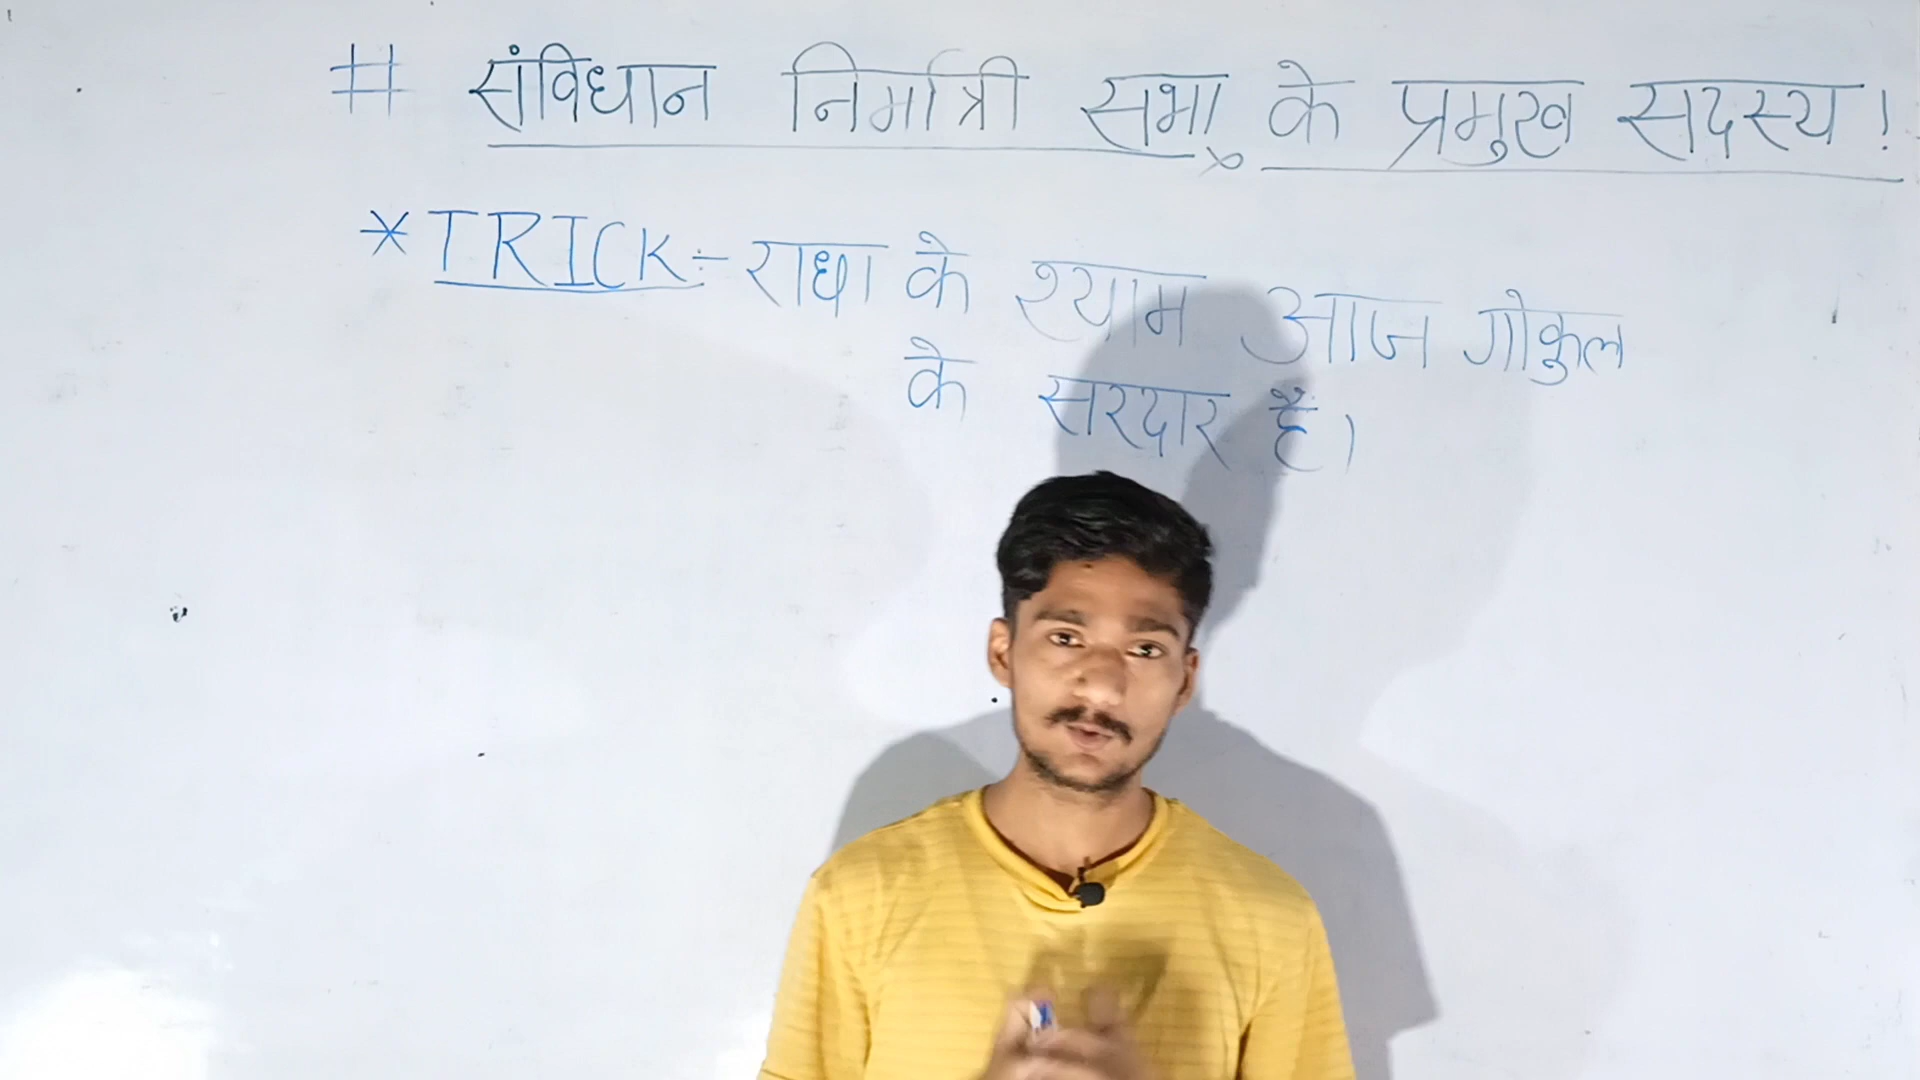 # संविधान निर्मात्री सभा के प्रमुख सदस्य !
* TRICK:- राधा के श्याम आज गोकुल
के सरदार हैं।